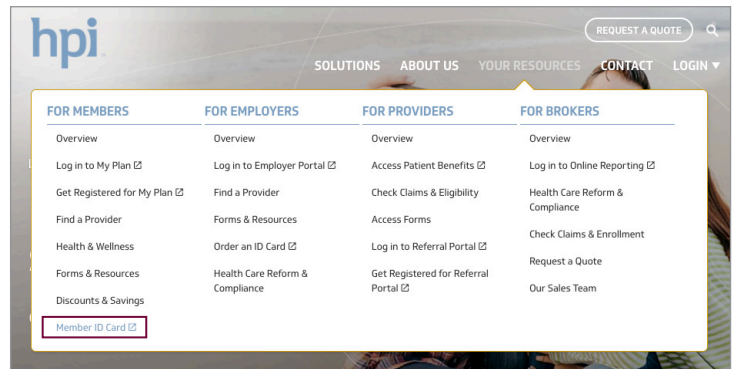 hpi
REQUEST A QUOTE
SOLUTIONS ABOUT US YOUR RESOURCES CONTACT LOGIN ▼
FOR MEMBERS
Overview
Log in to My Plan
Get Registered for My Plan
Find a Provider
Health & Wellness
Forms & Resources
Discounts & Savings
Member ID Card
FOR EMPLOYERS
Overview
Log in to Employer Portal
Find a Provider
Forms & Resources
Order an ID Card
Health Care Reform &
Compliance
FOR PROVIDERS
Overview
Access Patient Benefits
Check Claims & Eligibility
Access Forms
Log in to Referral Portal
Get Registered for Referral
Portal
FOR BROKERS
Overview
Log in to Online Reporting
Health Care Reform &
Compliance
Check Claims & Enrollment
Request a Quote
Our Sales Team